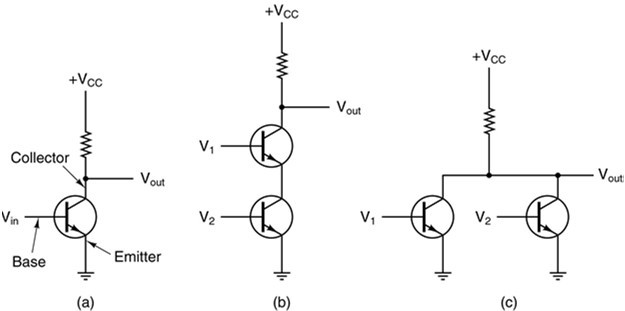 +VCC
Collector
Vout
Vin
Base
Emitter
(a)
+VCC
Vout
V1
V2
(b)
+VCC
Vout
V1
V2
(c)